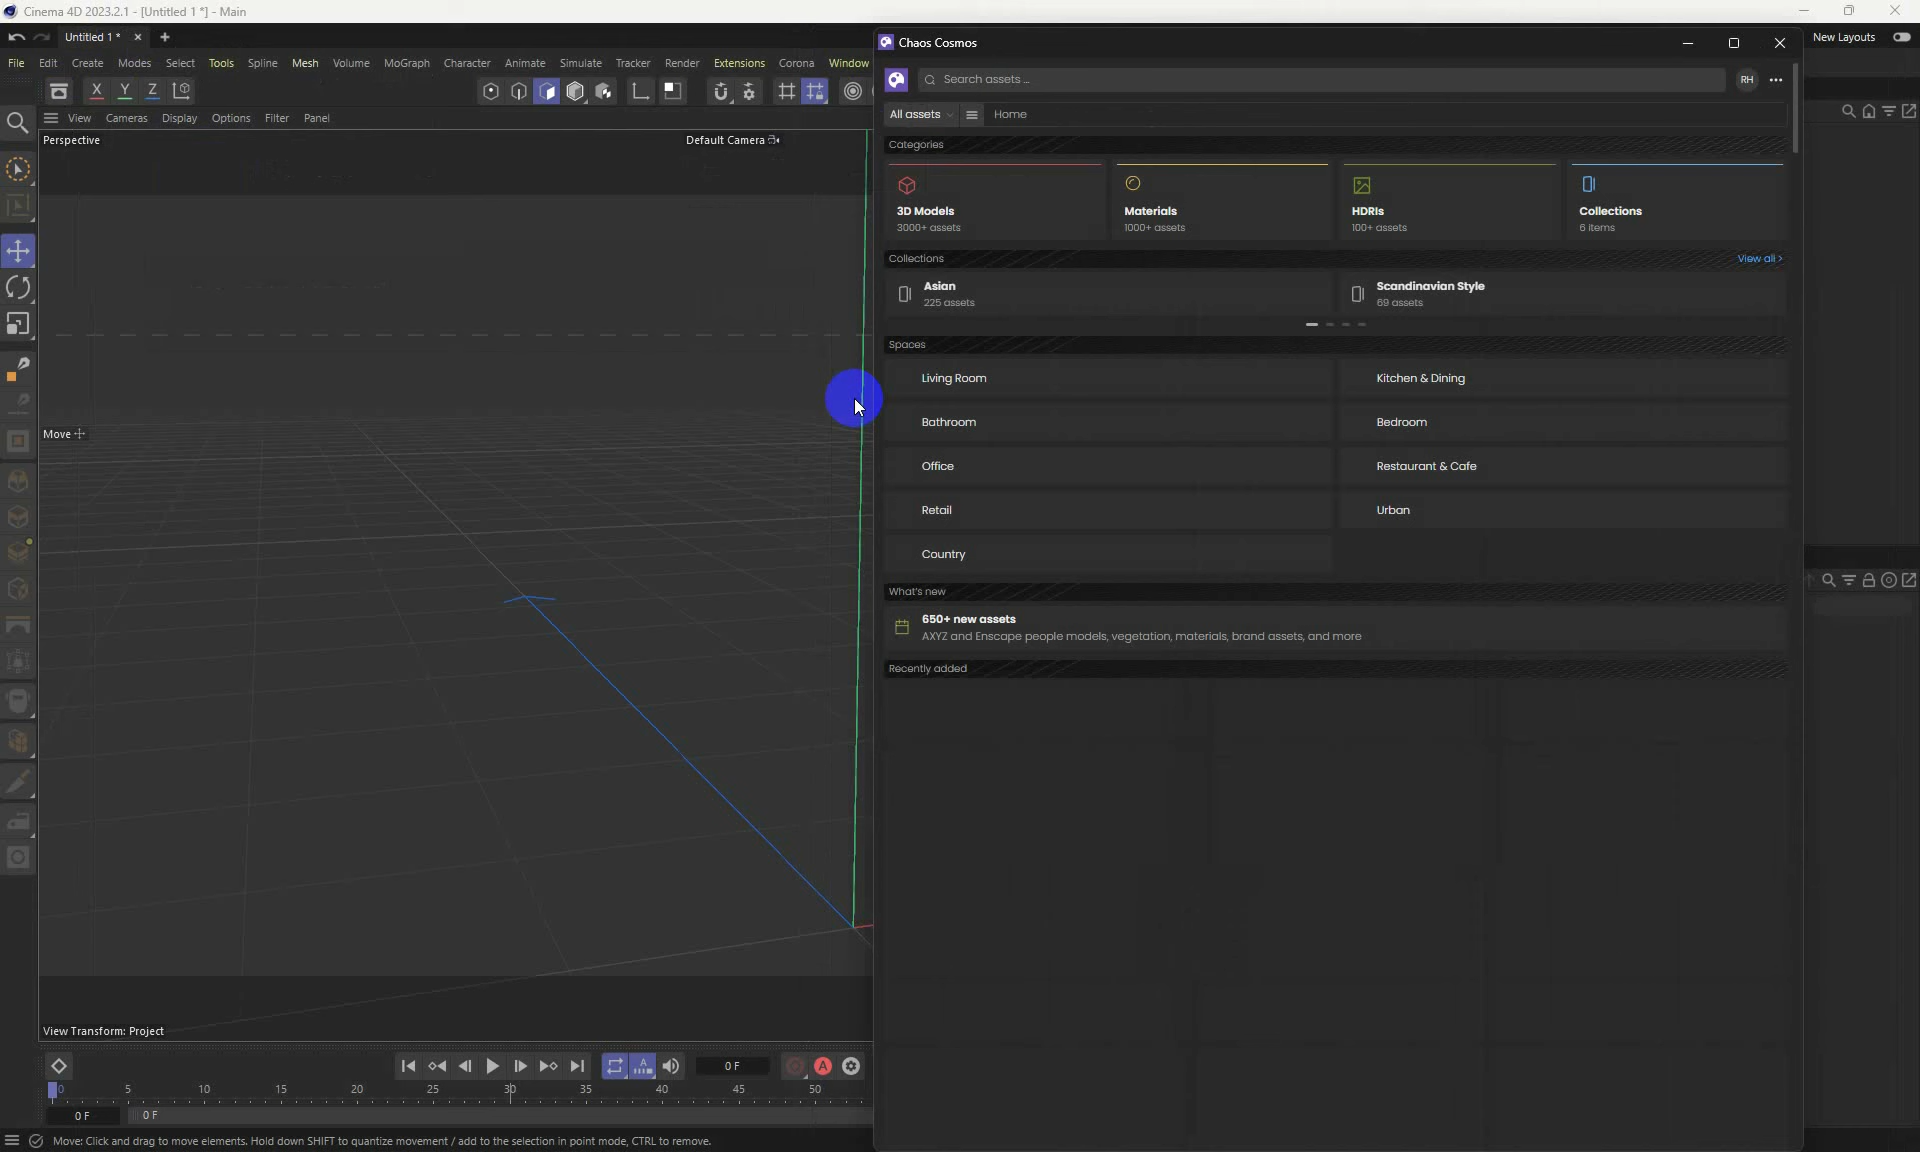 Cinema 4D 2023.2.1 - [Untitled 1 *] - Main
Untitled 1 *
New Layouts
File Edit Create Modes Select Tools Spline Mesh Volume MoGraph Character Animate Simulate Tracker Render Extensions Corona Window
X Y Z
View Cameras Display Options Filter Panel
Perspective
Default Camera
Move
View Transform: Project
0 F
A
0 5 10 15 20 25 30 35 40 45 50
0 F
0 F
Move: Click and drag to move elements. Hold down SHIFT to quantize movement / add to the selection in point mode, CTRL to remove.
Chaos Cosmos
Search assets ...
RH
All assets
Home
Categories
3D Models
3000+ assets
Materials
1000+ assets
HDRIs
100+ assets
Collections
6 items
Collections
View all >
Asian
225 assets
Scandinavian Style
69 assets
Spaces
Living Room
Kitchen & Dining
Bathroom
Bedroom
Office
Restaurant & Cafe
Retail
Urban
Country
What's new
650+ new assets
AXYZ and Enscape people models, vegetation, materials, brand assets, and more
Recently added